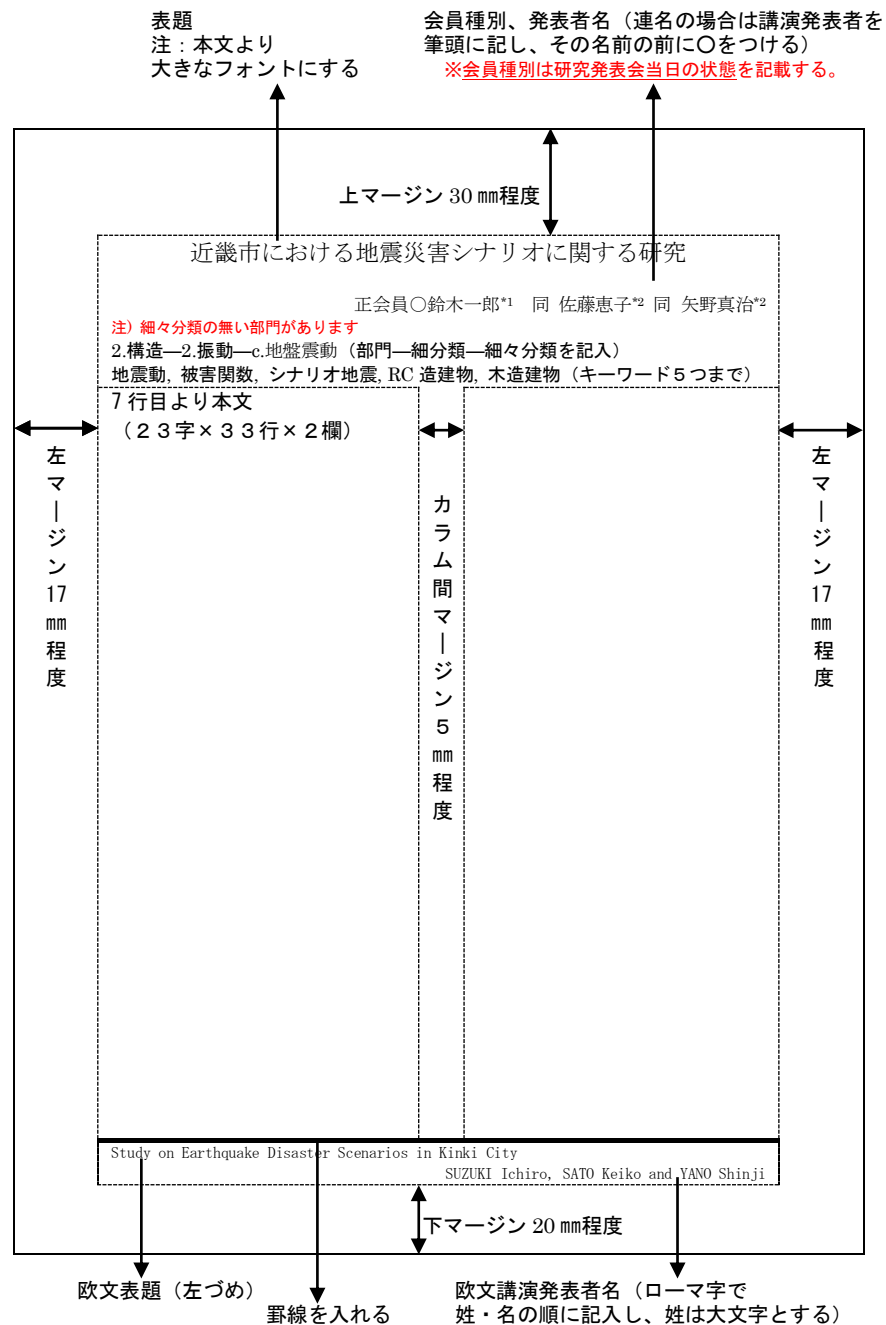 表題
注：本文より
大きなフォントにする
会員種別、発表者名（連名の場合は講演発表者を
筆頭に記し、その名前の前に〇をつける）
※会員種別は研究発表会当日の状態を記載する。
上マージン 30 ㎜程度
近畿市における地震災害シナリオに関する研究
正会員○鈴木一郎*1 同 佐藤恵子*2 同 矢野真治*2
注) 細々分類の無い部門があります
2.構造―2.振動―c.地盤震動（部門―細分類―細々分類を記入）
地震動, 被害関数, シナリオ地震, RC 造建物, 木造建物（キーワード５つまで）
7 行目より本文
（２３字×３３行×２欄）
左マージン 17 ㎜程度
カラム間マージン５㎜程度
左マージン 17 ㎜程度
Study on Earthquake Disaster Scenarios in Kinki City
SUZUKI Ichiro, SATO Keiko and YANO Shinji
下マージン 20 ㎜程度
欧文表題（左づめ）
罫線を入れる
欧文講演発表者名（ローマ字で
姓・名の順に記入し、姓は大文字とする）